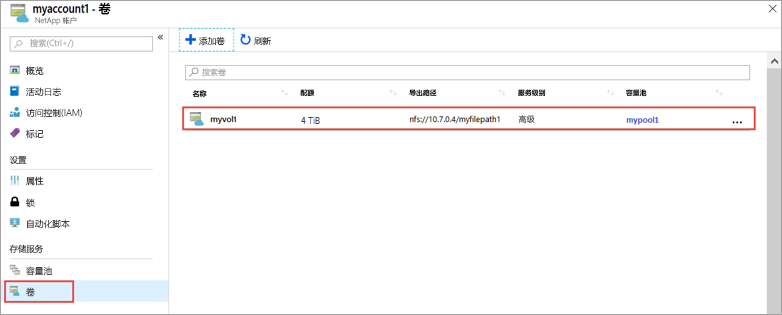 myaccount1 - 卷
NetApp 帐户
搜索(Ctrl+/)
«
概览
活动日志
访问控制(IAM)
标记
设置
属性
锁
自动化脚本
存储服务
容量池
卷
添加卷 刷新
搜索卷
名称 配额 导出路径 服务级别 容量池
myvol1 4 TiB nfs://10.7.0.4/myfilepath1 高级 mypool1 ...